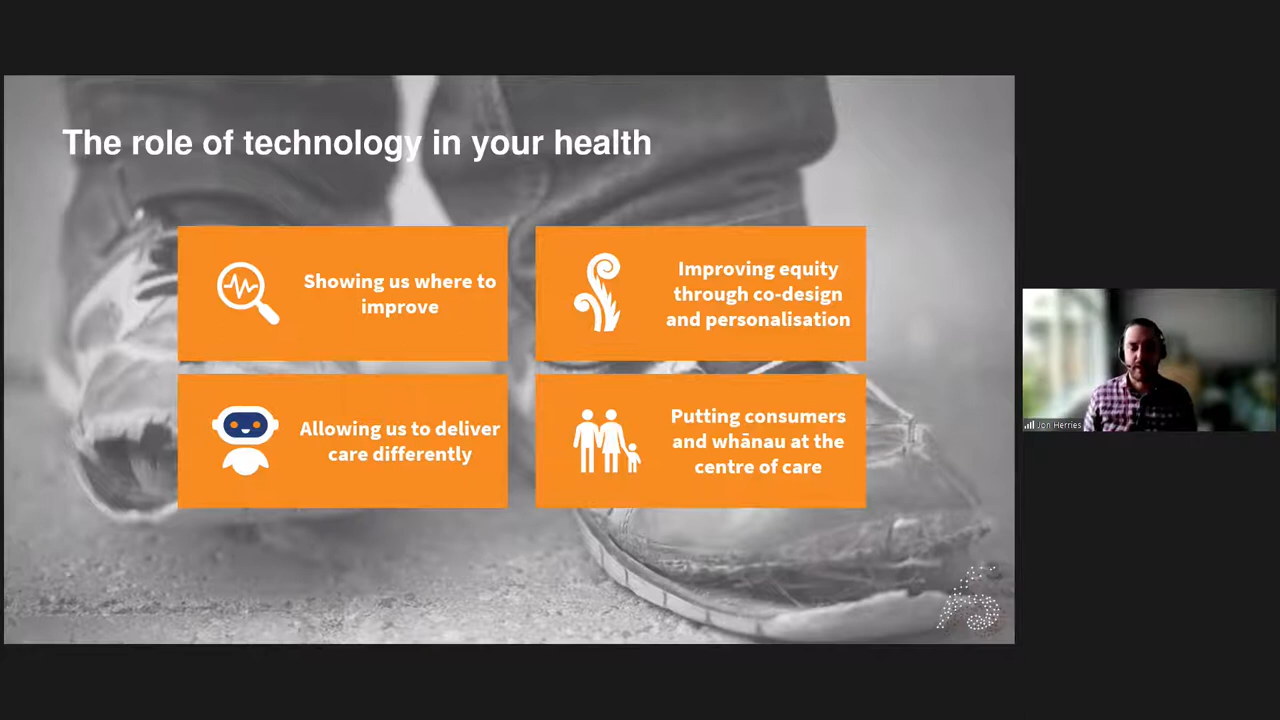 The role of technology in your health
Showing us where to
improve
Improving equity
through co-design
and personalisation
Allowing us to deliver
care differently
Putting consumers
and whānau at the
centre of care
Jon Herries